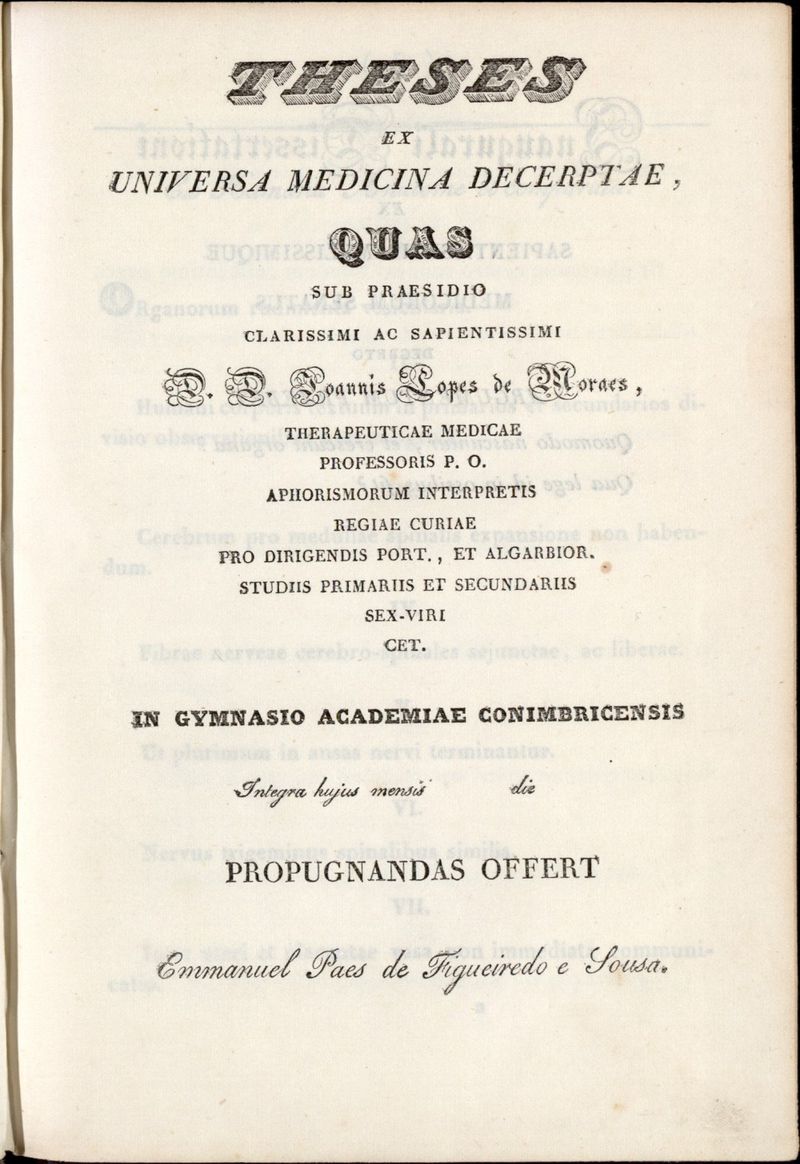 THESES
EX
UNIVERSA MEDICINA DECERPTAE,
QUAS
SUB PRAESIDIO
CLARISSIMI AC SAPIENTISSIMI
D. D. Joannis Lopes de Moraes,
THERAPEUTICAE MEDICAE
PROFESSORIS P. O.
APHORISMORUM INTERPRETIS
REGIAE CURIAE
PRO DIRIGENDIS PORT., ET ALGARBIOR.
STUDIIS PRIMARIIS ET SECUNDARIIS
SEX-VIRI
CET.
IN GYMNASIO ACADEMIAE CONIMBRICENSIS
Integra hujus mensis die
PROPUGNANDAS OFFERT
Emmanuel Paes de Figueiredo e Sousa.